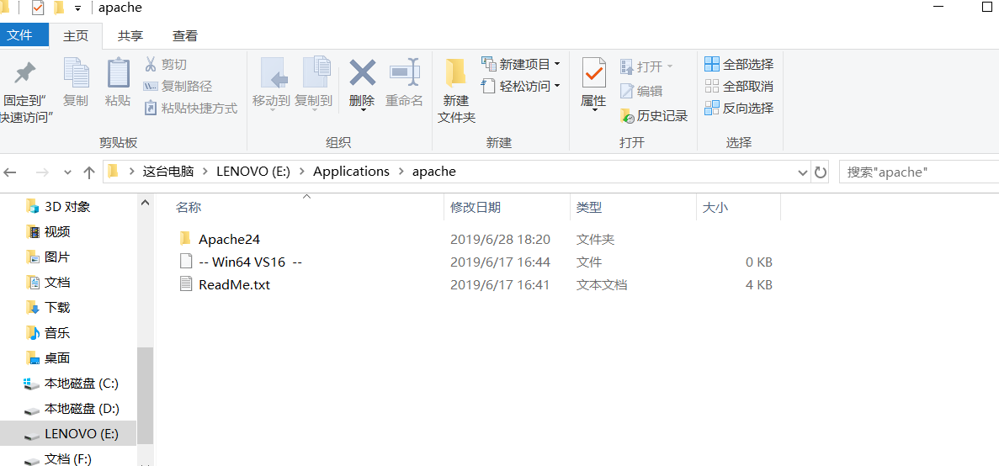 apache
文件 主页 共享 查看
固定到"快速访问"
复制
粘贴
剪切
复制路径
粘贴快捷方式
剪贴板
移动到
复制到
删除
重命名
组织
新建文件夹
新建项目
轻松访问
新建
属性
打开
编辑
历史记录
打开
全部选择
全部取消
反向选择
选择
这台电脑 > LENOVO (E:) > Applications > apache
搜索"apache"
3D 对象
视频
图片
文档
下载
音乐
桌面
本地磁盘 (C:)
本地磁盘 (D:)
LENOVO (E:)
文档 (F:)
名称 修改日期 类型 大小
Apache24 2019/6/28 18:20 文件夹
-- Win64 VS16  -- 2019/6/17 16:44 文件 0 KB
ReadMe.txt 2019/6/17 16:41 文本文档 4 KB